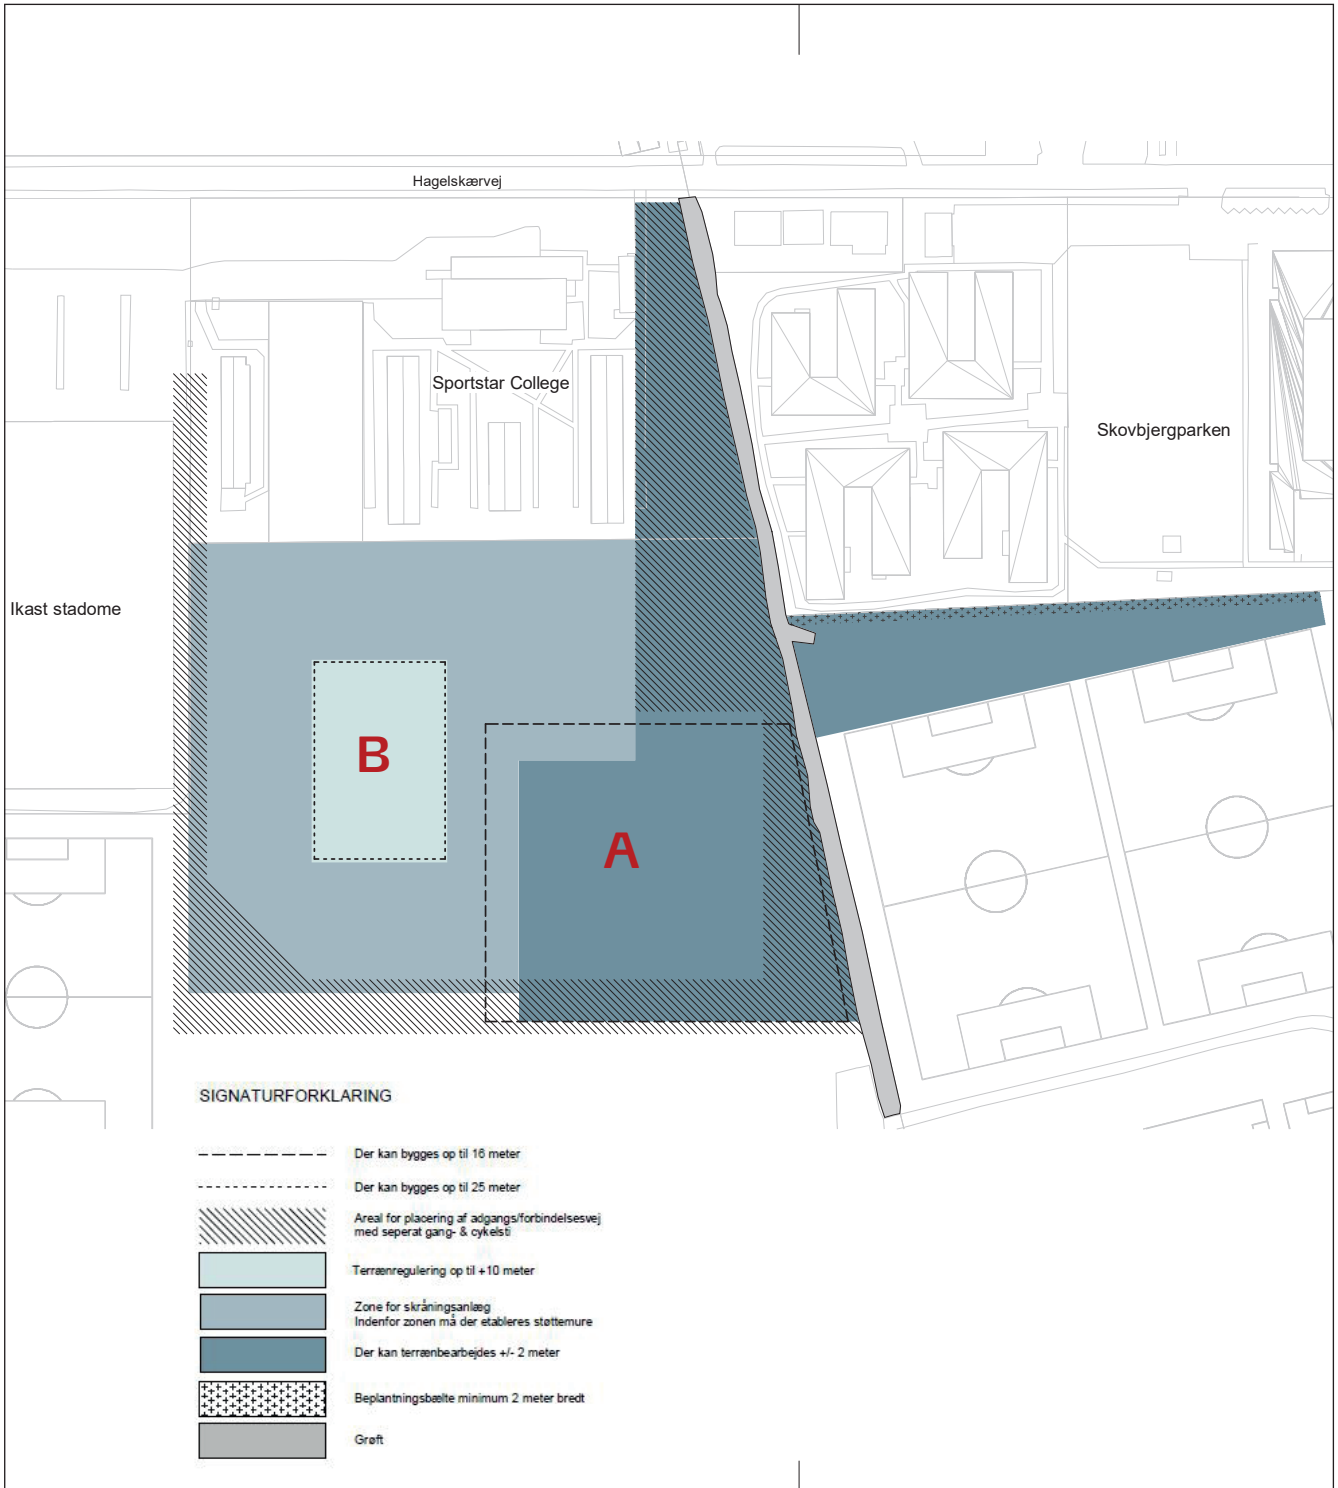 Hagelskærvej
Sportstar College
Skovbjergparken
Ikast stadome
B
A
SIGNATURFORKLARING
Der kan bygges op til 16 meter
Der kan bygges op til 25 meter
Areal for placering af adgangs/forbindelsesvej
med seperat gang- & cykelsti
Terrænregulering op til +10 meter
Zone for skråningsanlæg
Indenfor zonen må der etableres støttemure
Der kan terrænbearbejdes +/- 2 meter
Beplantningsbælte minimum 2 meter bredt
Grøft